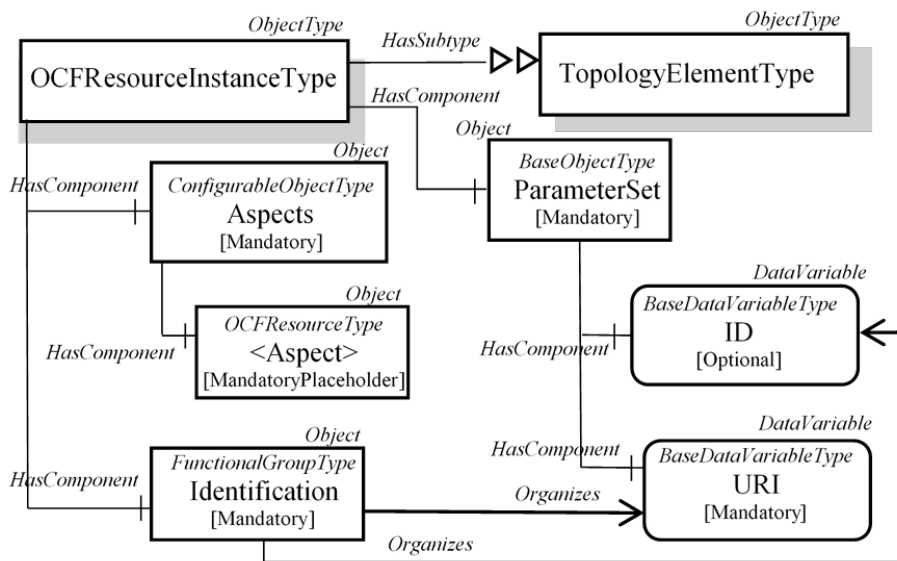 ObjectType
OCFResourceInstanceType
HasSubtype
ObjectType
TopologyElementType
HasComponent
Object
BaseObjectType
ParameterSet
[Mandatory]
Object
HasComponent
ConfigurableObjectType
Aspects
[Mandatory]
Object
HasComponent
OCFResourceType
<Aspect>
[MandatoryPlaceholder]
DataVariable
HasComponent
BaseDataVariableType
ID
[Optional]
DataVariable
HasComponent
BaseDataVariableType
URI
[Mandatory]
Object
HasComponent
FunctionalGroupType
Identification
[Mandatory]
Organizes
Organizes